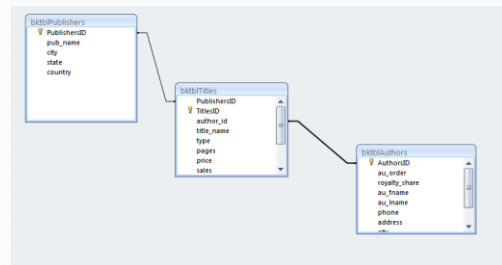 bktblPublishers
PublishersID
pub_name
city
state
country
bktblTitles
PublishersID
TitlesID
author_id
title_name
type
pages
price
sales
bktblAuthors
AuthorsID
au_order
royalty_share
au_fname
au_lname
phone
address